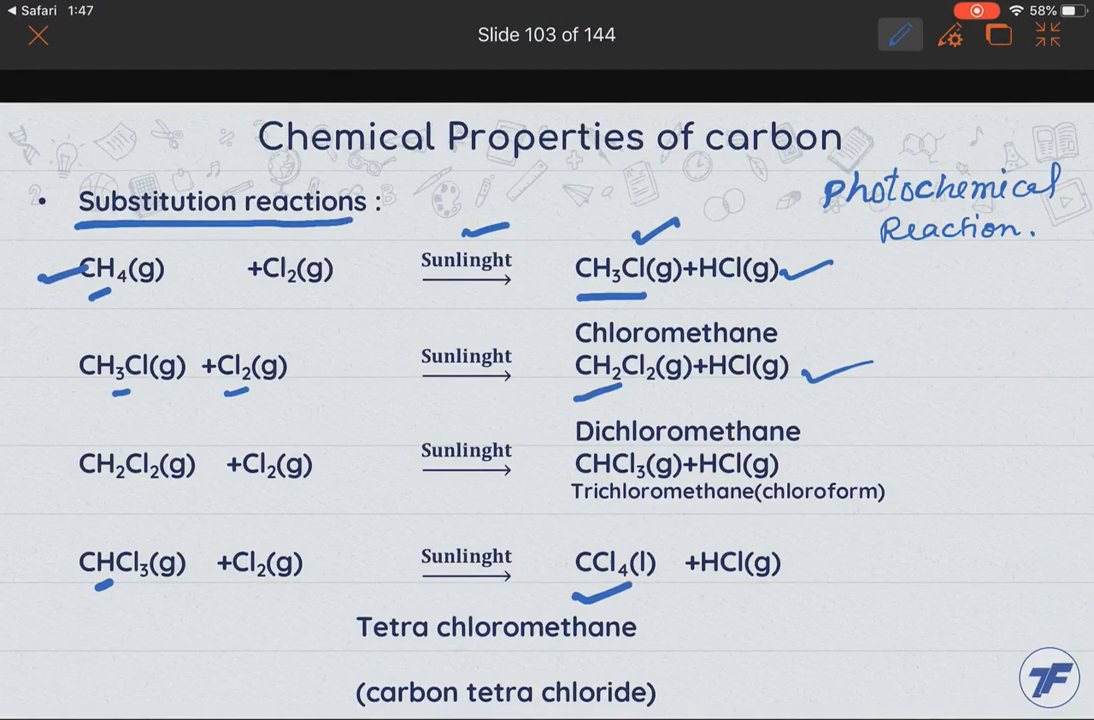 ◀ Safari 1:47
58%
Slide 103 of 144
Chemical Properties of carbon
• Substitution reactions :
Photochemical
Reaction.
CH₄(g) +Cl₂(g) Sunlinght CH₃Cl(g)+HCl(g)
Chloromethane
CH₃Cl(g) +Cl₂(g) Sunlinght CH₂Cl₂(g)+HCl(g)
Dichloromethane
CH₂Cl₂(g) +Cl₂(g) Sunlinght CHCl₃(g)+HCl(g)
Trichloromethane(chloroform)
CHCl₃(g) +Cl₂(g) Sunlinght CCl₄(l) +HCl(g)
Tetra chloromethane
(carbon tetra chloride)